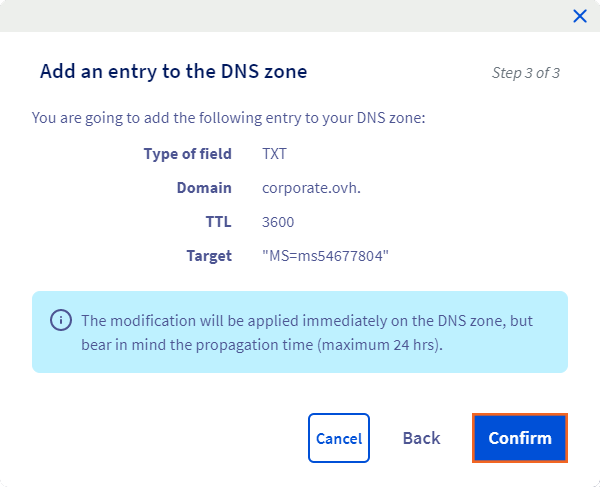 Add an entry to the DNS zone
Step 3 of 3
You are going to add the following entry to your DNS zone:
Type of field TXT
Domain corporate.ovh.
TTL 3600
Target "MS=ms54677804"
The modification will be applied immediately on the DNS zone, but
bear in mind the propagation time (maximum 24 hrs).
Cancel Back Confirm